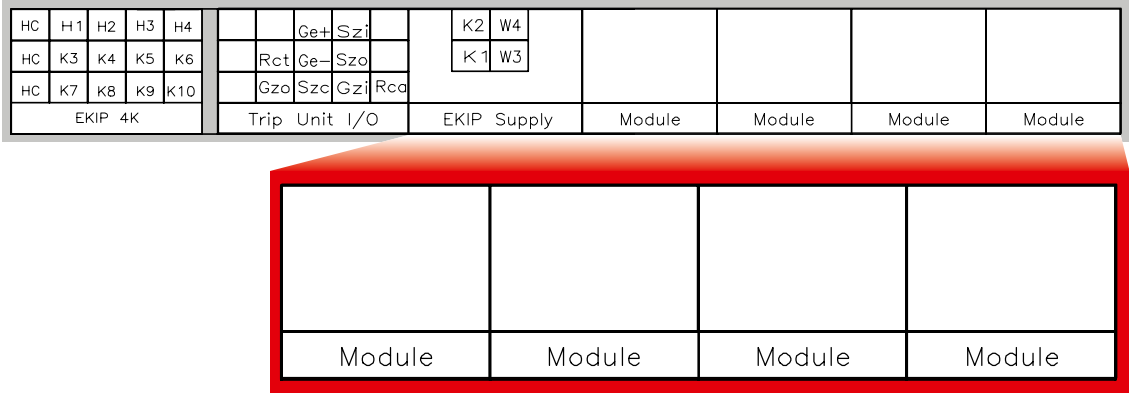 HC H1 H2 H3 H4 Ge+ Szi K2 W4
HC K3 K4 K5 K6 Rct Ge- Szo K1 W3
HC K7 K8 K9 K10 Gzo Szc Gzi Rca
EKIP 4K Trip Unit I/O EKIP Supply Module Module Module Module
Module Module Module Module